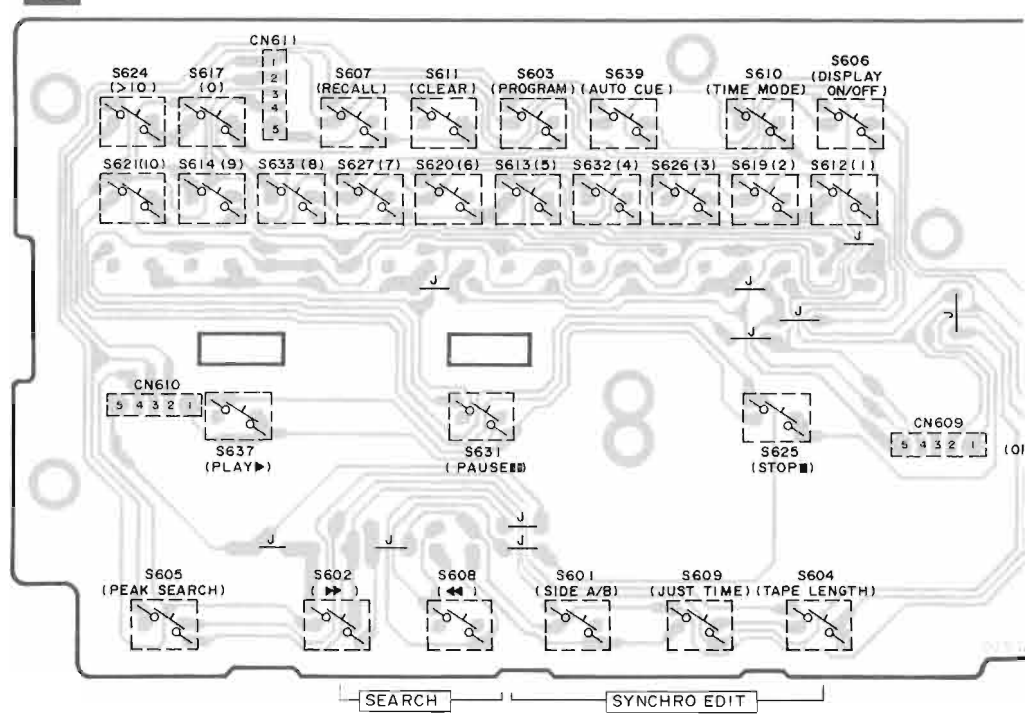 CN611
S624 S617 S607 S611 S603 S639 S610 S606
(>10) (0) (RECALL) (CLEAR) (PROGRAM) (AUTO CUE) (TIME MODE) (DISPLAY
ON/OFF)
1
2
3
4
5
S621(10) S614(9) S633(8) S627(7) S620(6) S613(5) S632(4) S626(3) S619(2) S612(1)
J
J J
J
J
J
CN610
5 4 3 2 1
CN609
5 4 3 2 1
S637 S631 S625
(PLAY▶) (PAUSE▮▮) (STOP■)
J
J J J
S605 S602 S608 S601 S609 S604
(PEAK SEARCH) (▶▶) (◀◀) (SIDE A/B) (JUST TIME) (TAPE LENGTH)
SEARCH SYNCHRO EDIT